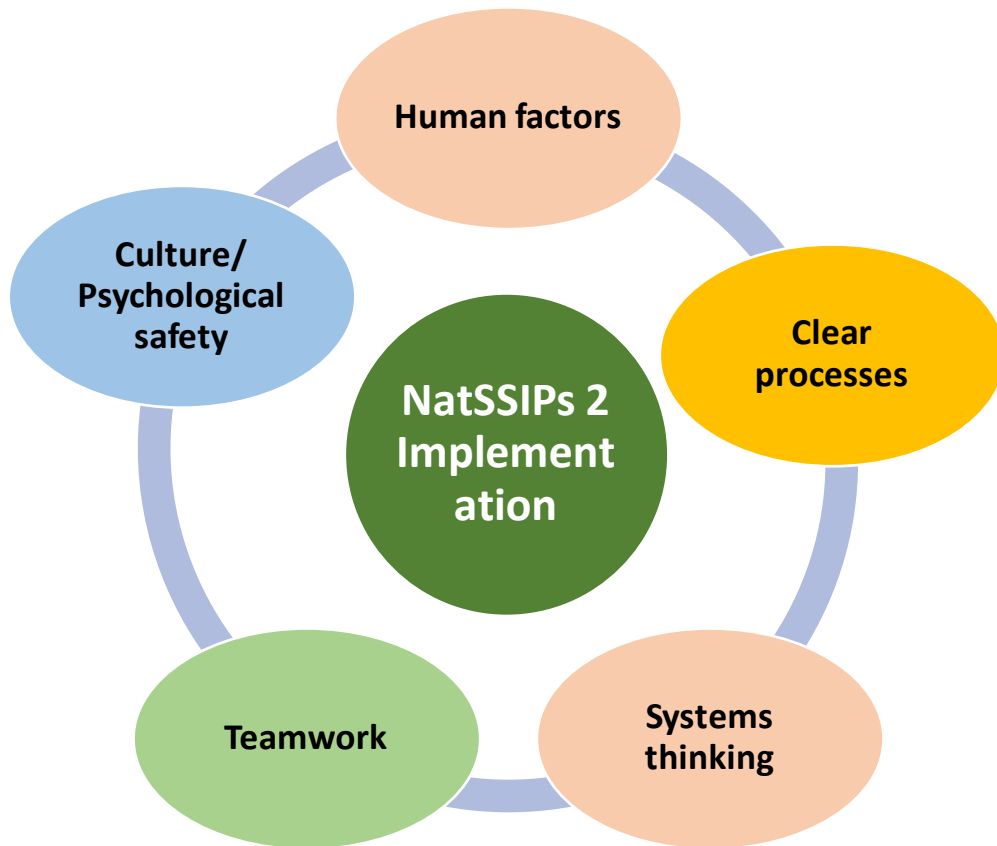 Human factors
Culture/
Psychological
safety
Clear
processes
NatSSIPs 2
Implement
ation
Teamwork
Systems
thinking